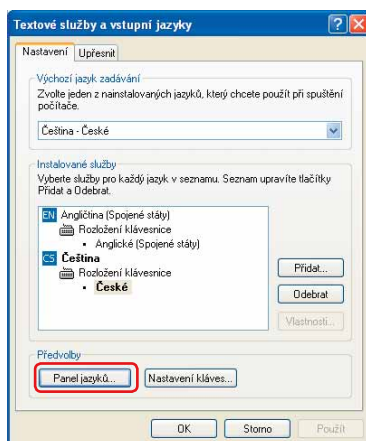 Textové služby a vstupní jazyky
Nastavení Upřesnit
Výchozí jazyk zadávání
Zvolte jeden z nainstalovaných jazyků, který chcete použít při spuštění
počítače.
Čeština - České
Instalované služby
Vyberte služby pro každý jazyk v seznamu. Seznam upravíte tlačítky
Přidat a Odebrat.
EN Angličtina (Spojené státy)
Rozložení klávesnice
• Anglické (Spojené státy)
CS Čeština
Rozložení klávesnice
• České
Přidat...
Odebrat
Vlastnosti...
Předvolby
Panel jazyků... Nastavení kláves...
OK Storno Použít